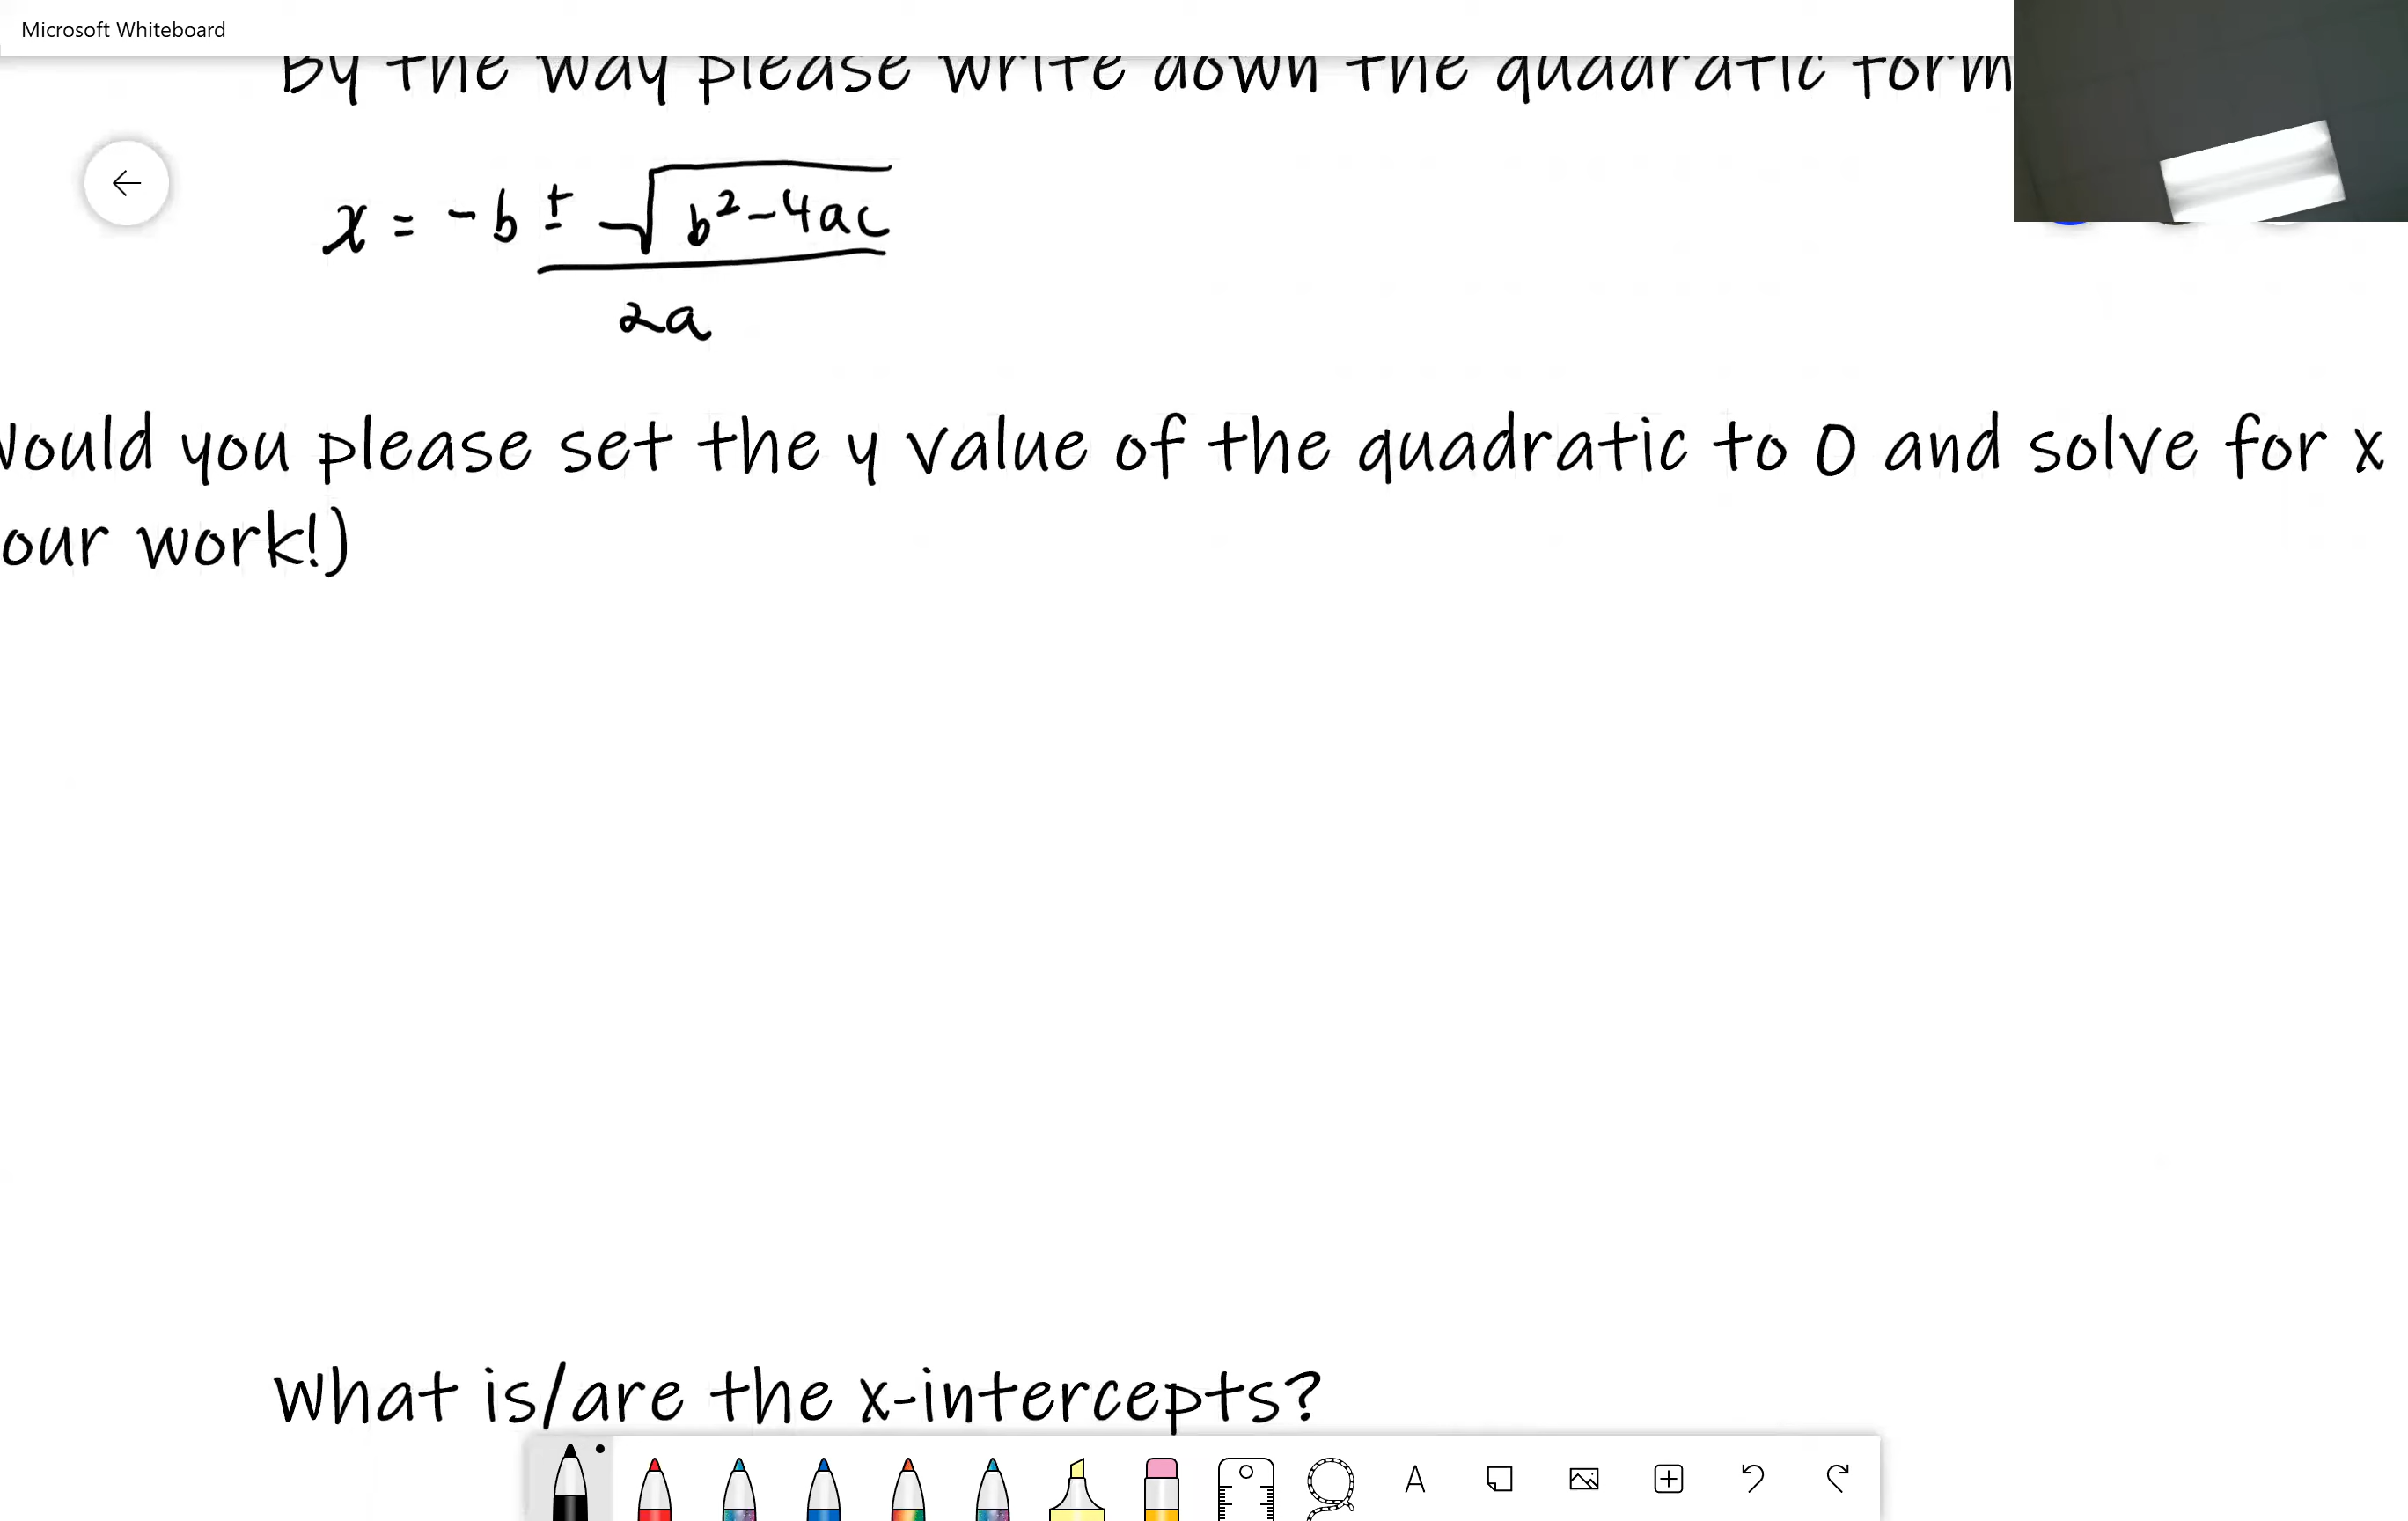 Microsoft Whiteboard
By the way please write down the quadratic form
x = -b ± √b²-4ac
2a
Would you please set the y value of the quadratic to 0 and solve for x
our work!)
What is/are the x-intercepts?